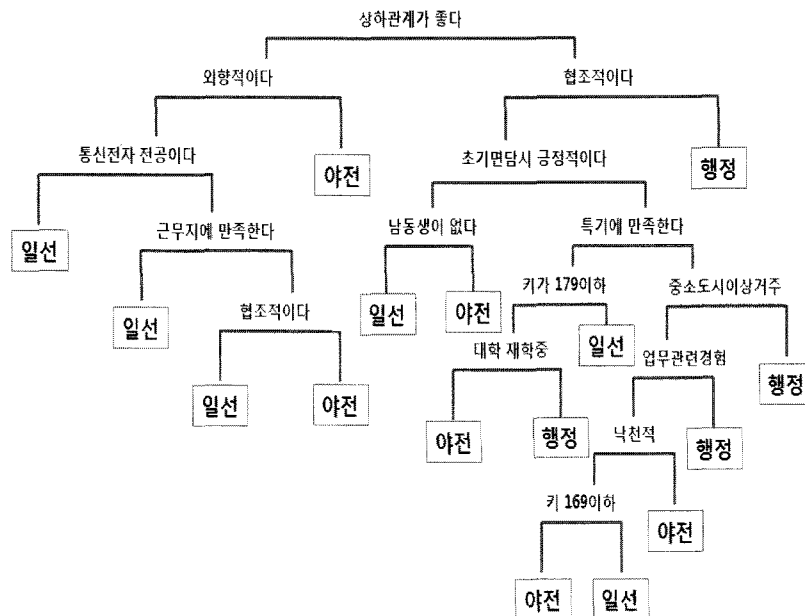 상하관계가 좋다
외향적이다
협조적이다
통신전자 전공이다
야전
초기면담시 긍정적이다
행정
일선
근무지에 만족한다
남동생이 없다
특기에 만족한다
일선
협조적이다
일선
야전
키가 179이하
중소도시이상거주
일선
야전
대학 재학중
일선
업무관련경험
행정
야전
행정
낙천적
행정
키 169이하
야전
야전
일선